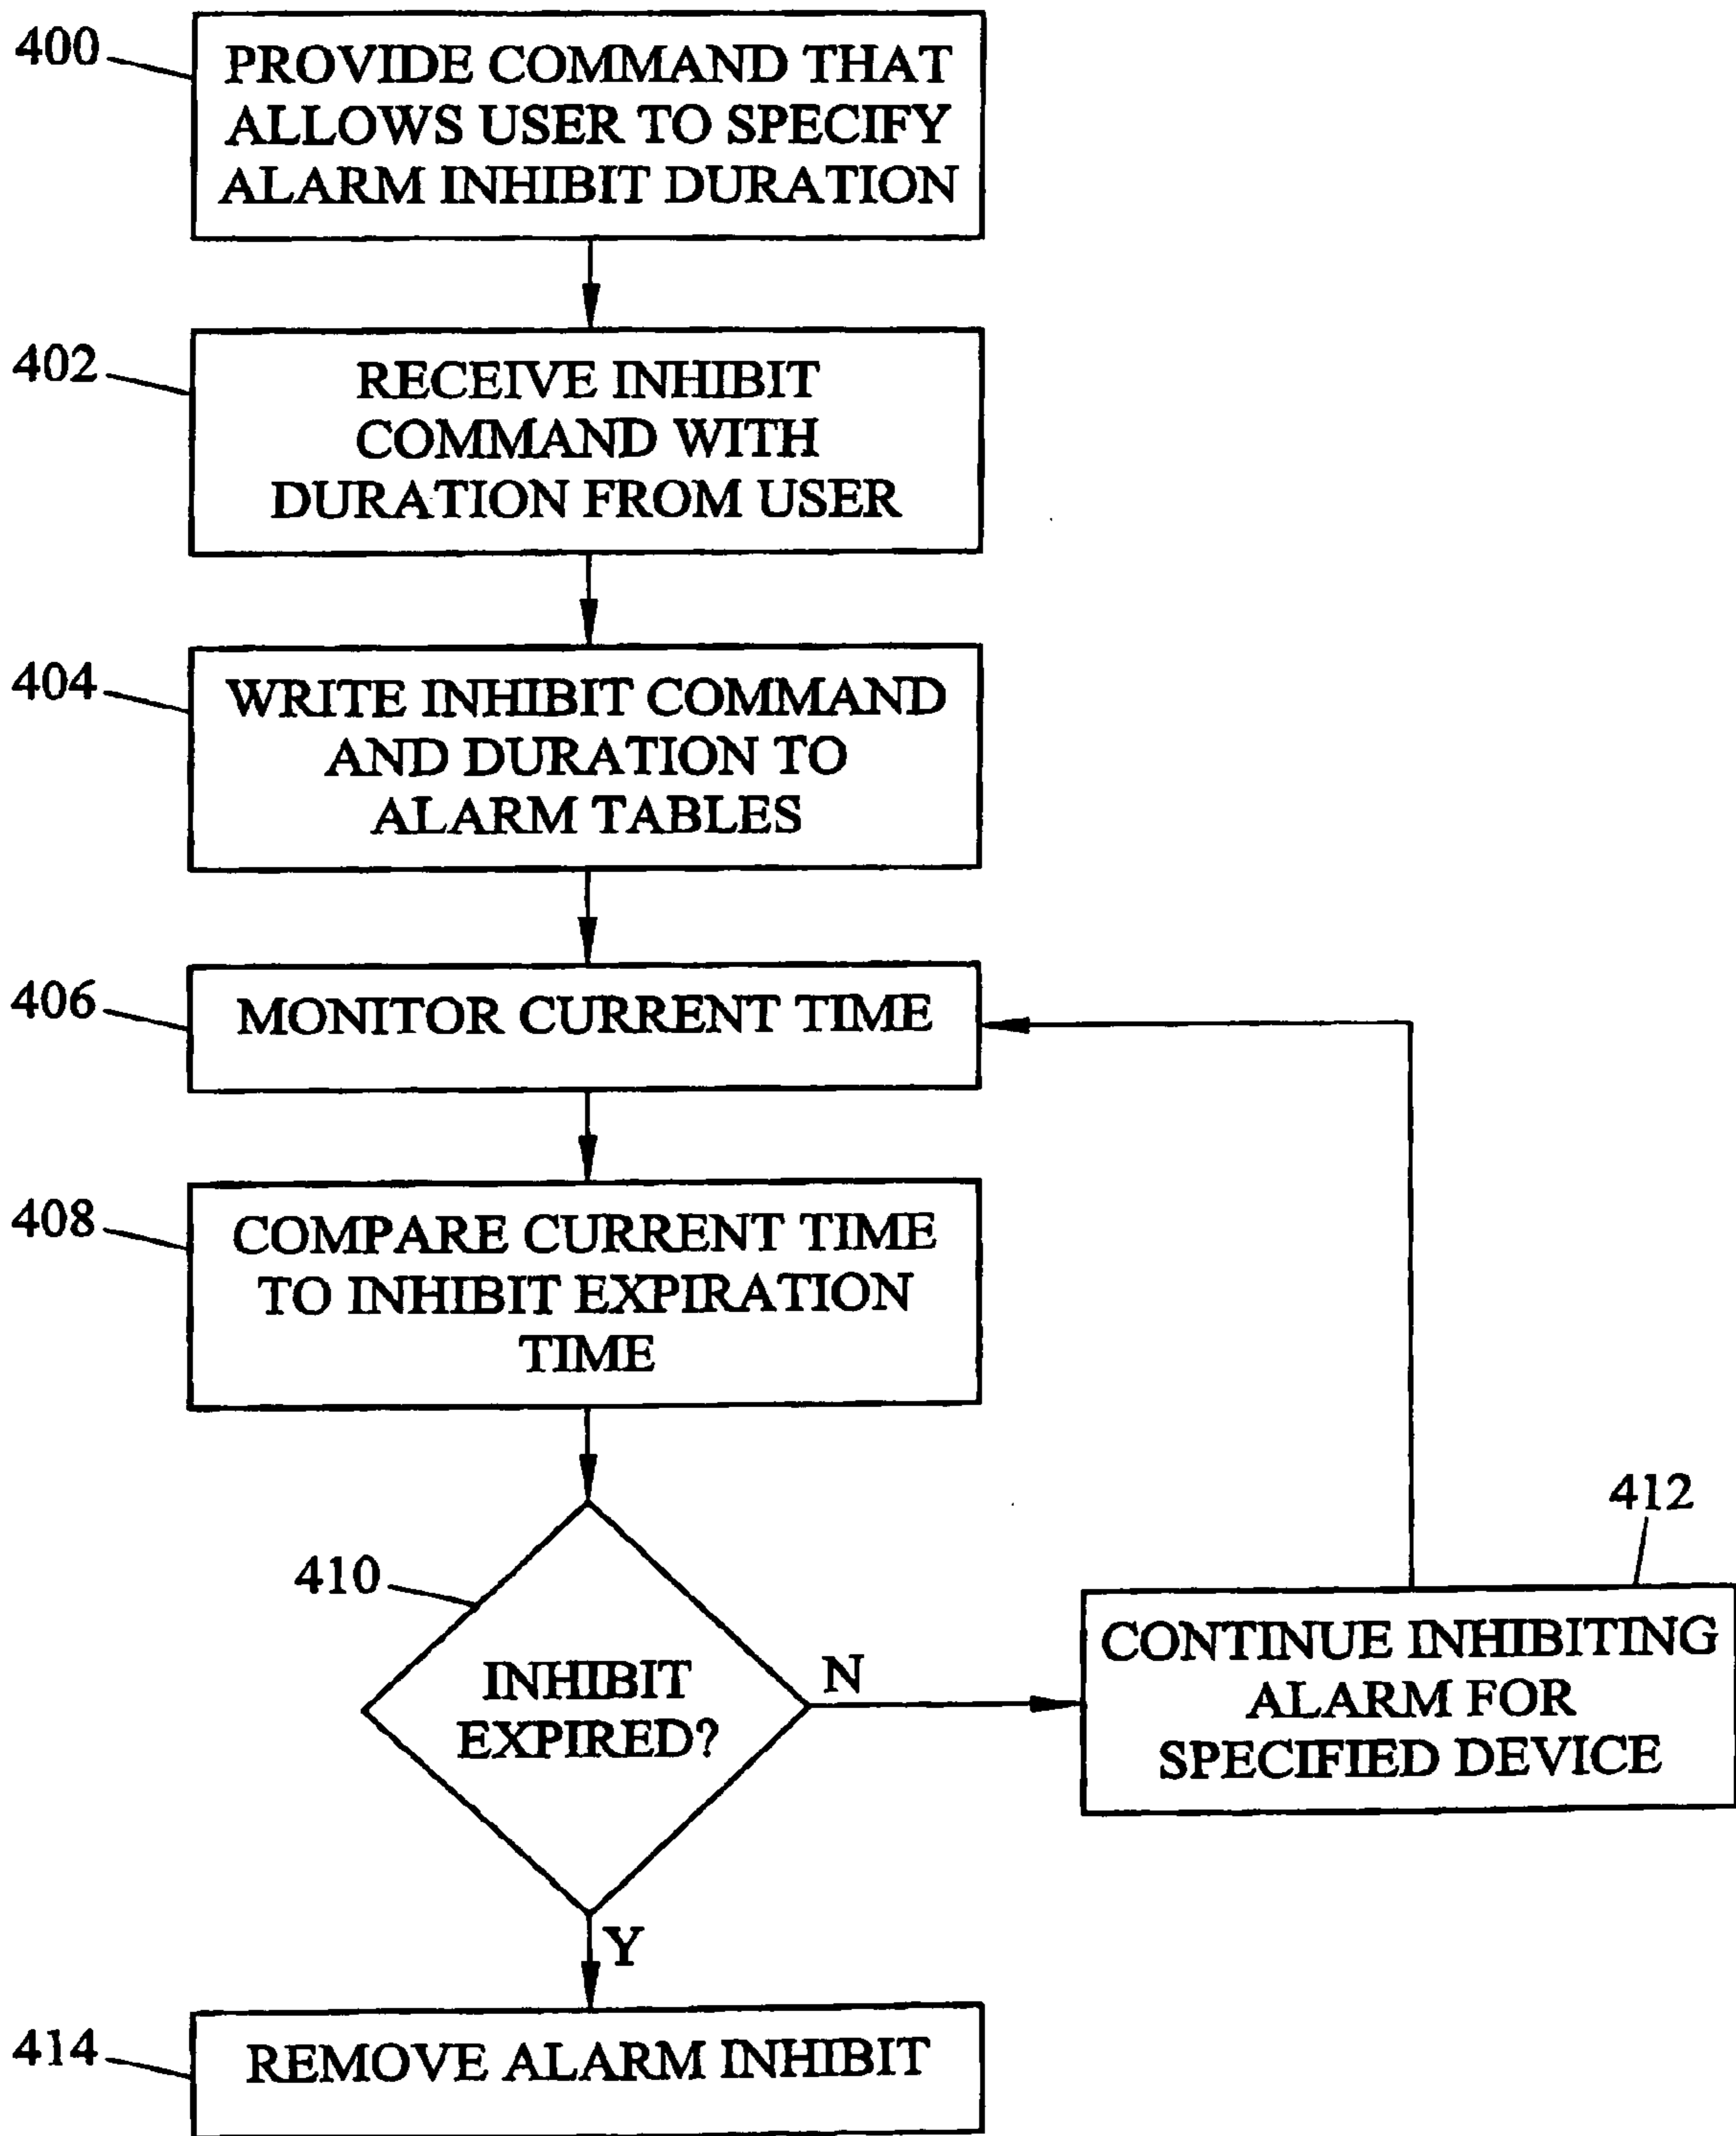 400
PROVIDE COMMAND THAT
ALLOWS USER TO SPECIFY
ALARM INHIBIT DURATION
402
RECEIVE INHIBIT
COMMAND WITH
DURATION FROM USER
404
WRITE INHIBIT COMMAND
AND DURATION TO
ALARM TABLES
406
MONITOR CURRENT TIME
408
COMPARE CURRENT TIME
TO INHIBIT EXPIRATION
TIME
410
INHIBIT
EXPIRED?
N
412
CONTINUE INHIBITING
ALARM FOR
SPECIFIED DEVICE
Y
414
REMOVE ALARM INHIBIT